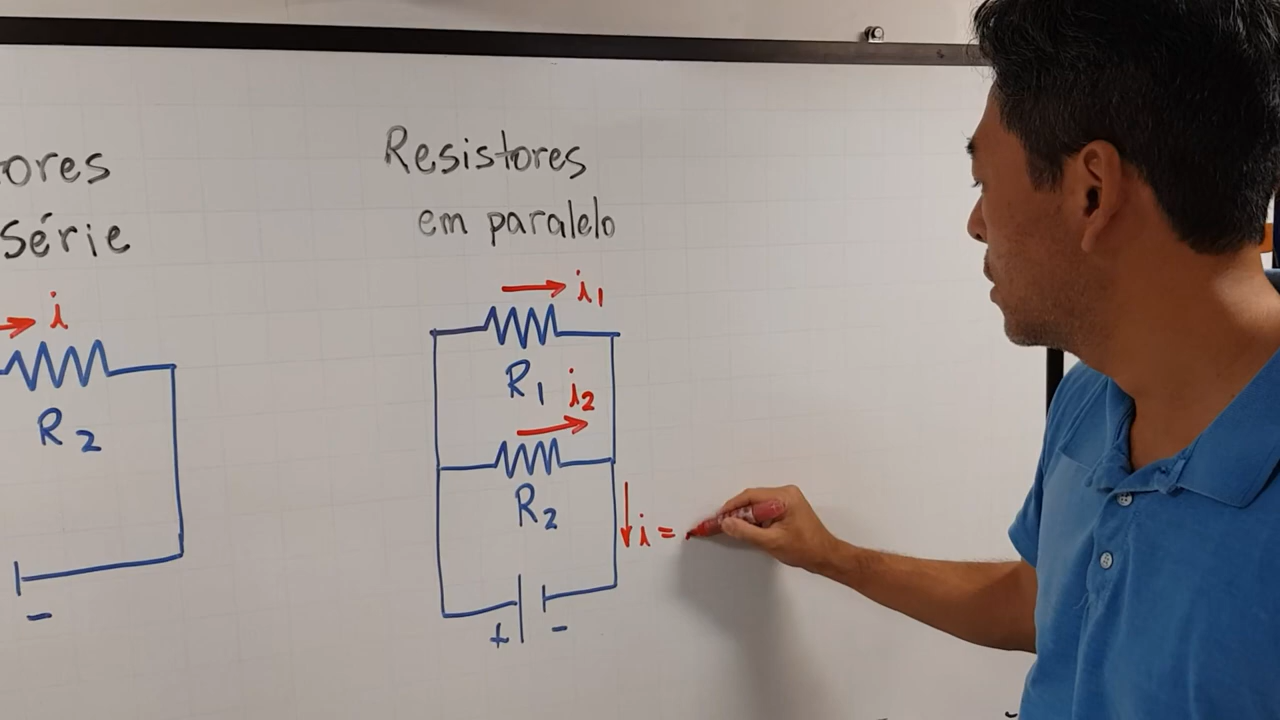 ores
série
i
R2
-
Resistores
em paralelo
i1
R1
i2
R2
i =
+ -